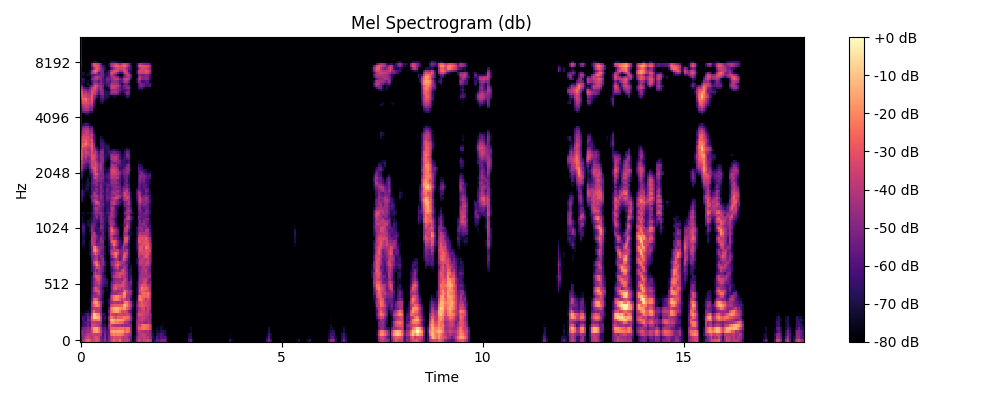 Mel Spectrogram (db)
8192
4096
2048
1024
512
0
Hz
0 5 10 15
Time
+0 dB
-10 dB
-20 dB
-30 dB
-40 dB
-50 dB
-60 dB
-70 dB
-80 dB